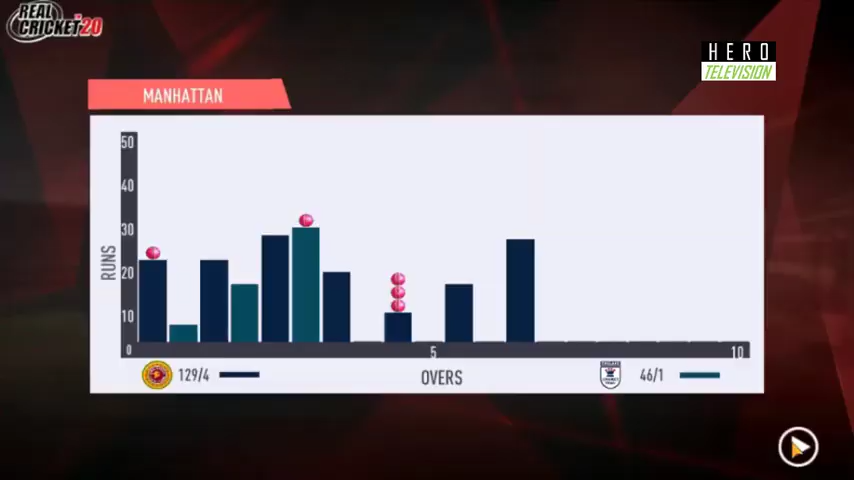 REAL
CRICKET 20
HERO
TELEVISION
MANHATTAN
50
40
30
20
10
0
RUNS
5
10
129/4
OVERS
46/1